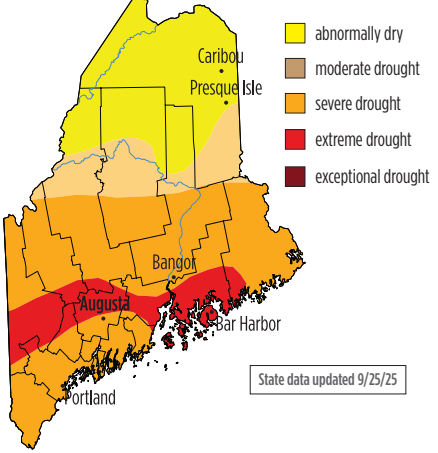 abnormally dry
moderate drought
severe drought
extreme drought
exceptional drought
Caribou
Presque Isle
Bangor
Augusta
Bar Harbor
Portland
State data updated 9/25/25